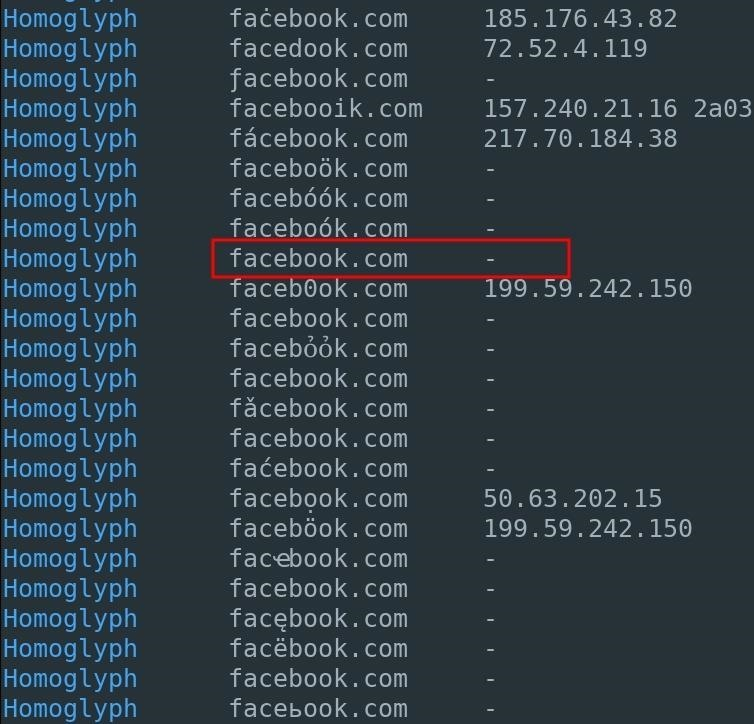 Homoglyph faċebook.com 185.176.43.82
Homoglyph facedook.com 72.52.4.119
Homoglyph ƒacebook.com -
Homoglyph facebooik.com 157.240.21.16 2a03
Homoglyph fácebook.com 217.70.184.38
Homoglyph faceboök.com -
Homoglyph facebóók.com -
Homoglyph faceboók.com -
Homoglyph facebook.com -
Homoglyph faceb0ok.com 199.59.242.150
Homoglyph facebook.com -
Homoglyph facebỏỏk.com -
Homoglyph facebook.com -
Homoglyph fǎcebook.com -
Homoglyph facebook.com -
Homoglyph faćebook.com -
Homoglyph facebọok.com 50.63.202.15
Homoglyph faceböok.com 199.59.242.150
Homoglyph facҽbook.com -
Homoglyph facebook.com -
Homoglyph facębook.com -
Homoglyph facëbook.com -
Homoglyph facebook.com -
Homoglyph faceьook.com -